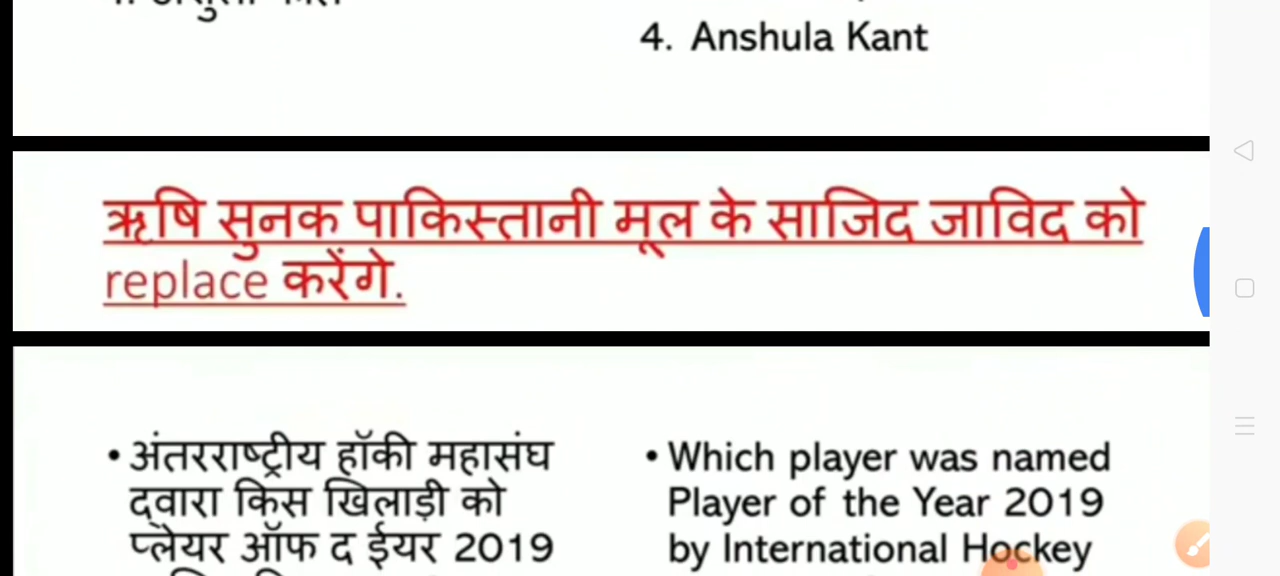 4. Anshula Kant
ऋषि सुनक पाकिस्तानी मूल के साजिद जाविद को
replace करेंगे.
• अंतरराष्ट्रीय हॉकी महासंघ
द्वारा किस खिलाड़ी को
प्लेयर ऑफ द ईयर 2019
• Which player was named
Player of the Year 2019
by International Hockey